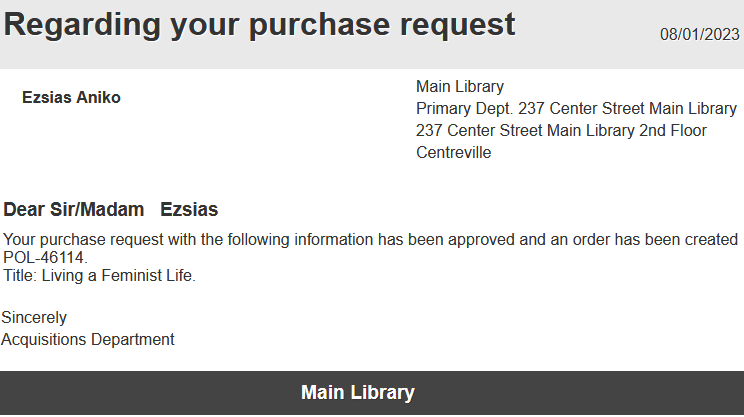 Regarding your purchase request
08/01/2023
Ezsias Aniko
Main Library
Primary Dept. 237 Center Street Main Library
237 Center Street Main Library 2nd Floor
Centreville
Dear Sir/Madam Ezsias
Your purchase request with the following information has been approved and an order has been created
POL-46114.
Title: Living a Feminist Life.
Sincerely
Acquisitions Department
Main Library